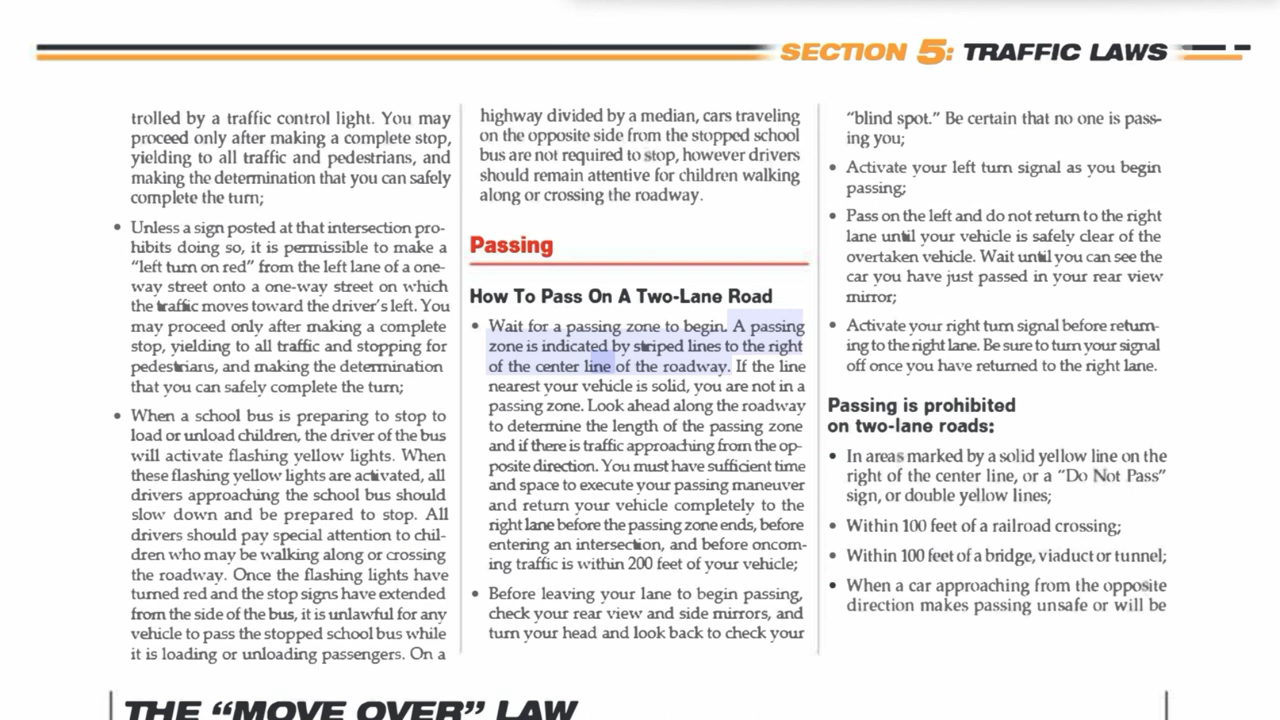 SECTION 5: TRAFFIC LAWS
trolled by a traffic control light. You may
proceed only after making a complete stop,
yielding to all traffic and pedestrians, and
making the determination that you can safely
complete the turn;
• Unless a sign posted at that intersection pro-
hibits doing so, it is permissible to make a
“left turn on red” from the left lane of a one-
way street onto a one-way street on which
the traffic moves toward the driver’s left. You
may proceed only after making a complete
stop, yielding to all traffic and stopping for
pedestrians, and making the determination
that you can safely complete the turn;
• When a school bus is preparing to stop to
load or unload children, the driver of the bus
will activate flashing yellow lights. When
these flashing yellow lights are activated, all
drivers approaching the school bus should
slow down and be prepared to stop. All
drivers should pay special attention to chil-
dren who may be walking along or crossing
the roadway. Once the flashing lights have
turned red and the stop signs have extended
from the side of the bus, it is unlawful for any
vehicle to pass the stopped school bus while
it is loading or unloading passengers. On a
highway divided by a median, cars traveling
on the opposite side from the stopped school
bus are not required to stop, however drivers
should remain attentive for children walking
along or crossing the roadway.
Passing
How To Pass On A Two-Lane Road
• Wait for a passing zone to begin. A passing
zone is indicated by striped lines to the right
of the center line of the roadway. If the line
nearest your vehicle is solid, you are not in a
passing zone. Look ahead along the roadway
to determine the length of the passing zone
and if there is traffic approaching from the op-
posite direction. You must have sufficient time
and space to execute your passing maneuver
and return your vehicle completely to the
right lane before the passing zone ends, before
entering an intersection, and before oncom-
ing traffic is within 200 feet of your vehicle;
• Before leaving your lane to begin passing,
check your rear view and side mirrors, and
turn your head and look back to check your
“blind spot.” Be certain that no one is pass-
ing you;
• Activate your left turn signal as you begin
passing;
• Pass on the left and do not return to the right
lane until your vehicle is safely clear of the
overtaken vehicle. Wait until you can see the
car you have just passed in your rear view
mirror;
• Activate your right turn signal before return-
ing to the right lane. Be sure to turn your signal
off once you have returned to the right lane.
Passing is prohibited
on two-lane roads:
• In areas marked by a solid yellow line on the
right of the center line, or a “Do Not Pass”
sign, or double yellow lines;
• Within 100 feet of a railroad crossing;
• Within 100 feet of a bridge, viaduct or tunnel;
• When a car approaching from the opposite
direction makes passing unsafe or will be
THE “MOVE OVER” LAW